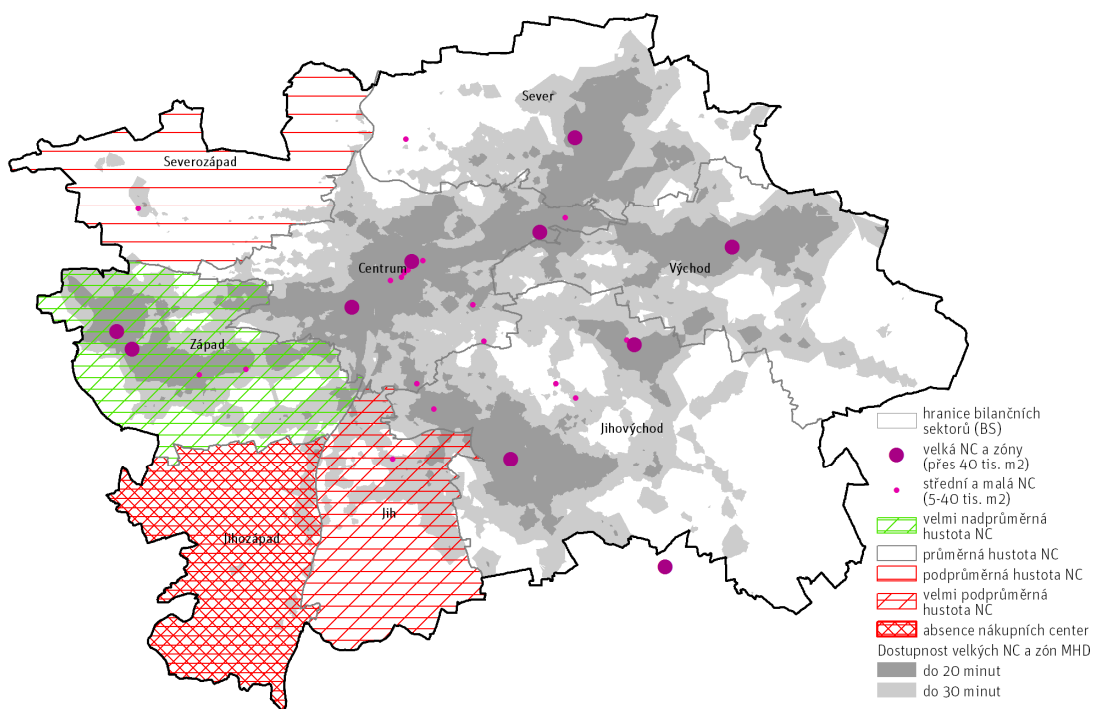 Sever
Severozápad
Centrum
Východ
Západ
Jihovýchod
Jih
Jihozápad
hranice bilančních
sektorů (BS)
velká NC a zóny
(přes 40 tis. m2)
střední a malá NC
(5-40 tis. m2)
velmi nadprůměrná
hustota NC
průměrná hustota NC
podprůměrná hustota NC
velmi podprůměrná
hustota NC
absence nákupních center
Dostupnost velkých NC a zón MHD
do 20 minut
do 30 minut